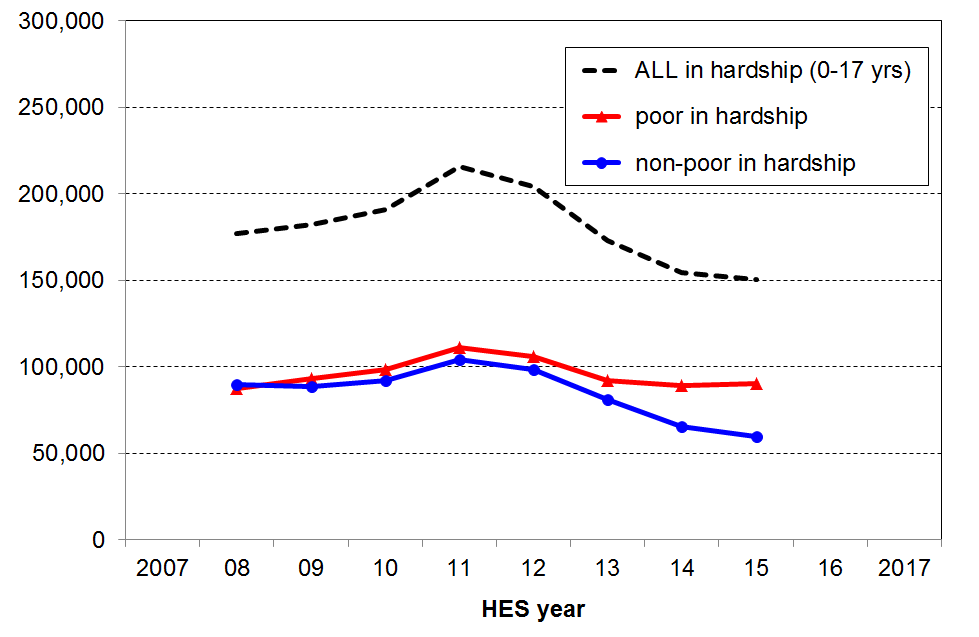 300,000
250,000
200,000
150,000
100,000
50,000
0
ALL in hardship (0-17 yrs)
poor in hardship
non-poor in hardship
2007 08 09 10 11 12 13 14 15 16 2017
HES year